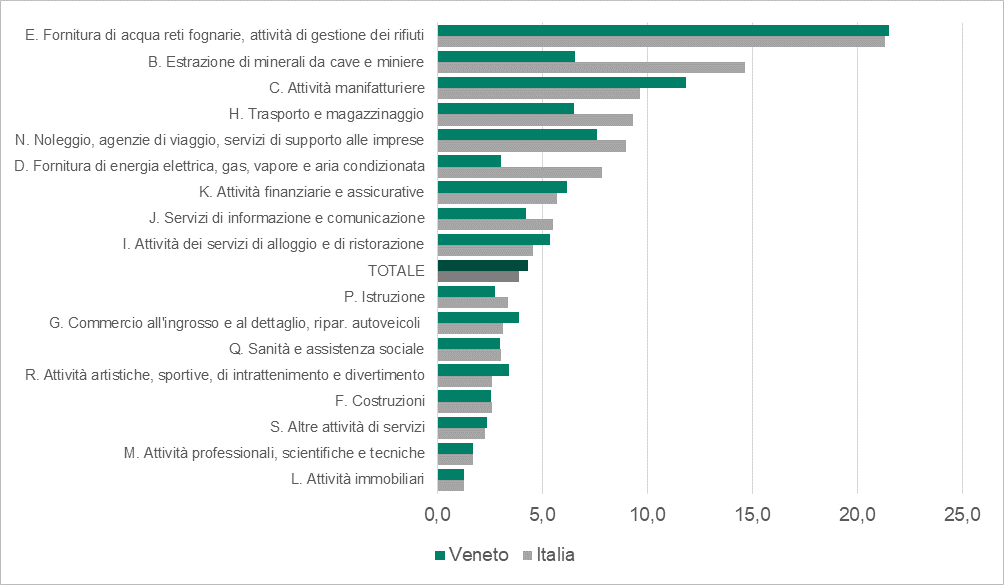 E. Fornitura di acqua reti fognarie, attività di gestione dei rifiuti
B. Estrazione di minerali da cave e miniere
C. Attività manifatturiere
H. Trasporto e magazzinaggio
N. Noleggio, agenzie di viaggio, servizi di supporto alle imprese
D. Fornitura di energia elettrica, gas, vapore e aria condizionata
K. Attività finanziarie e assicurative
J. Servizi di informazione e comunicazione
I. Attività dei servizi di alloggio e di ristorazione
TOTALE
P. Istruzione
G. Commercio all'ingrosso e al dettaglio, ripar. autoveicoli
Q. Sanità e assistenza sociale
R. Attività artistiche, sportive, di intrattenimento e divertimento
F. Costruzioni
S. Altre attività di servizi
M. Attività professionali, scientifiche e tecniche
L. Attività immobiliari
0,0 5,0 10,0 15,0 20,0 25,0
Veneto Italia